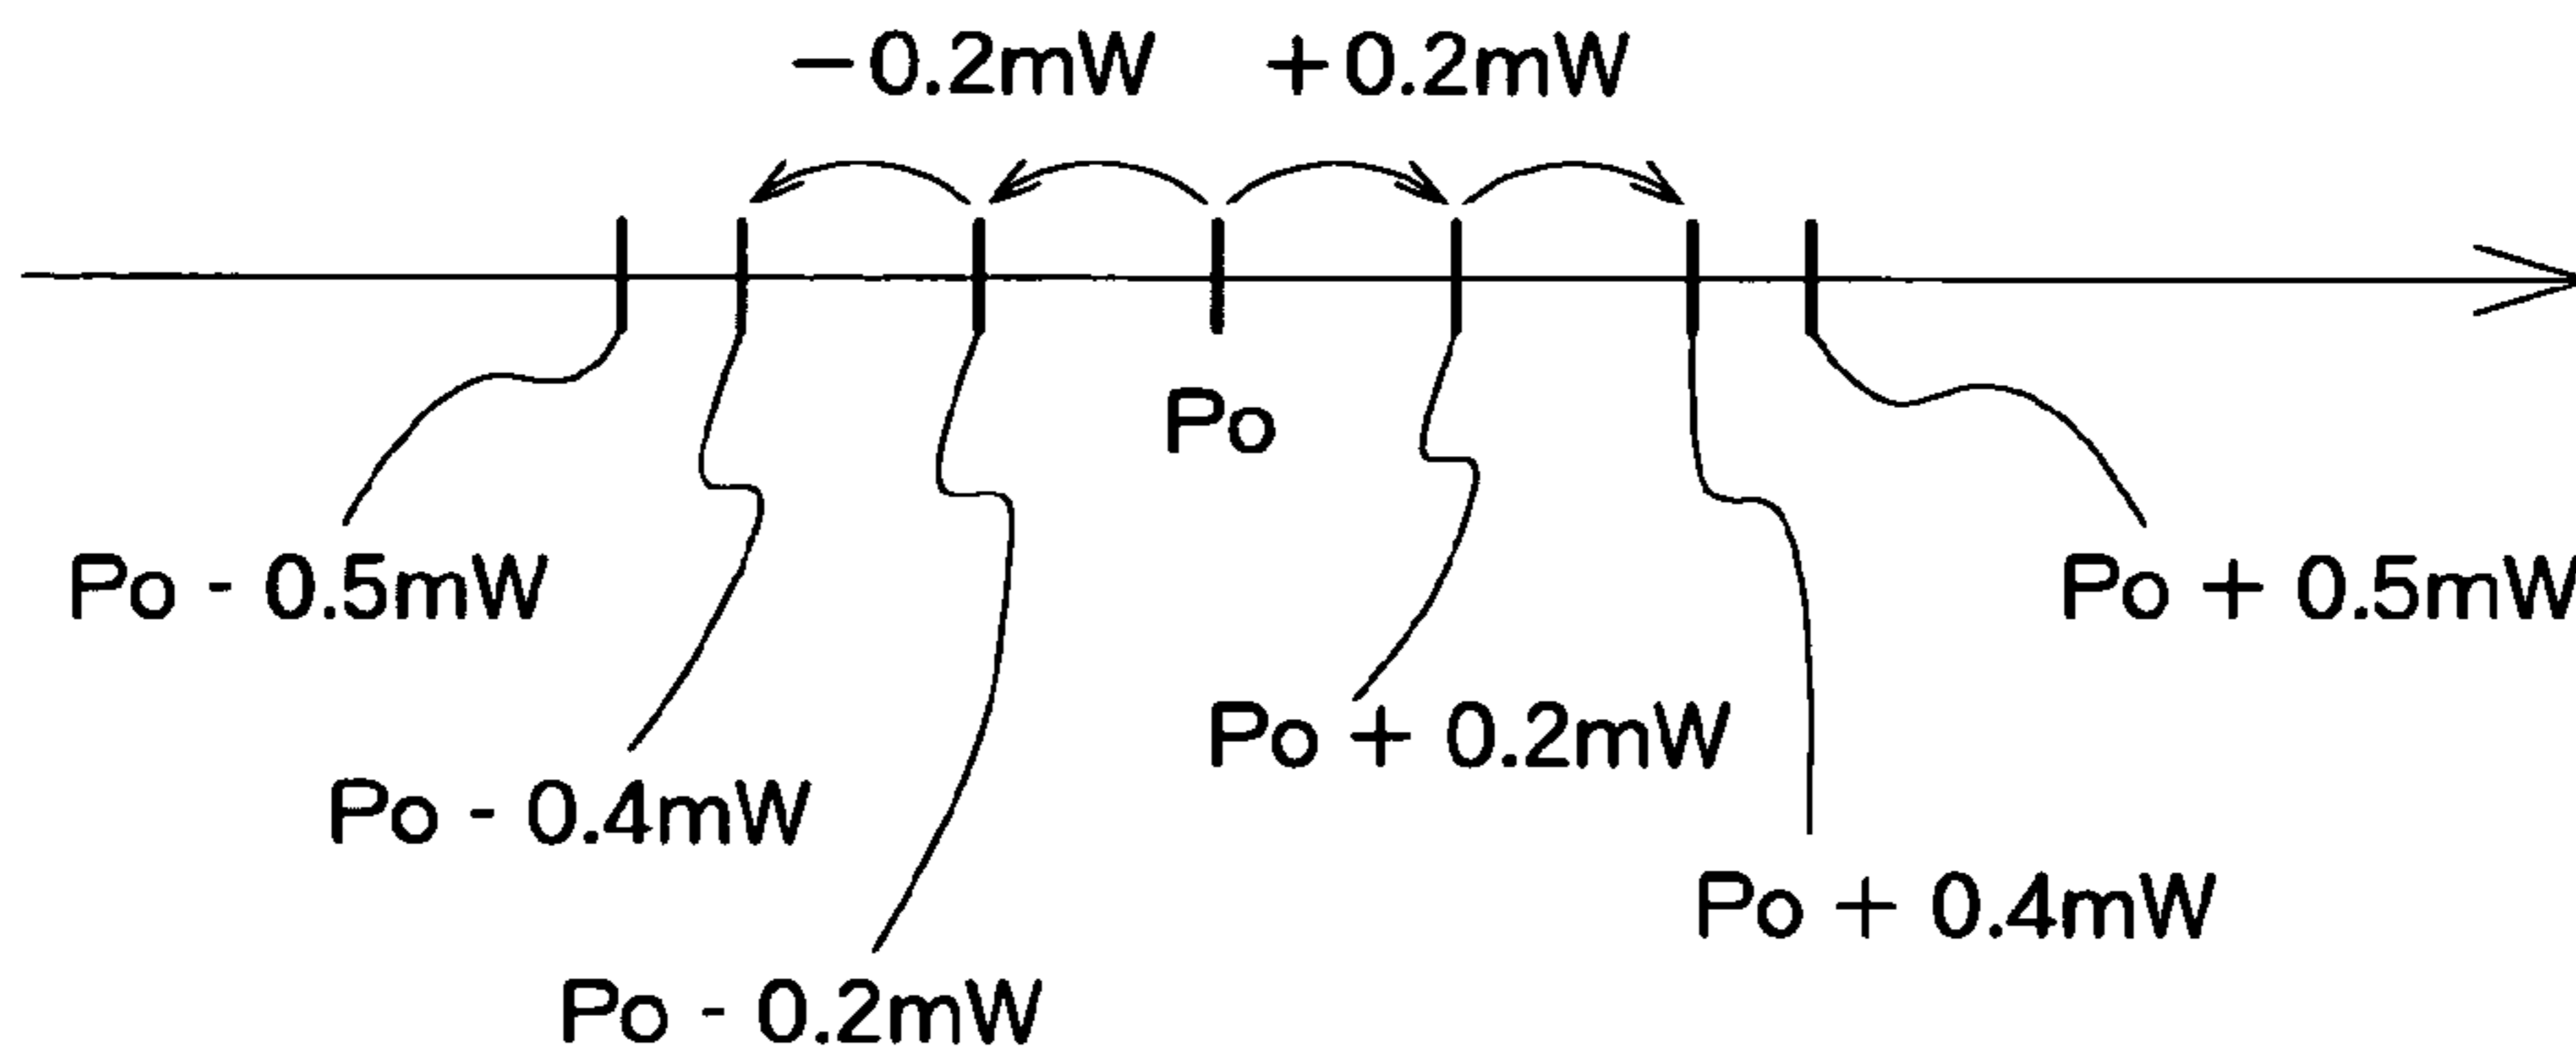 −0.2mW +0.2mW
Po
Po - 0.5mW Po + 0.5mW
Po + 0.2mW
Po - 0.4mW
Po + 0.4mW
Po - 0.2mW